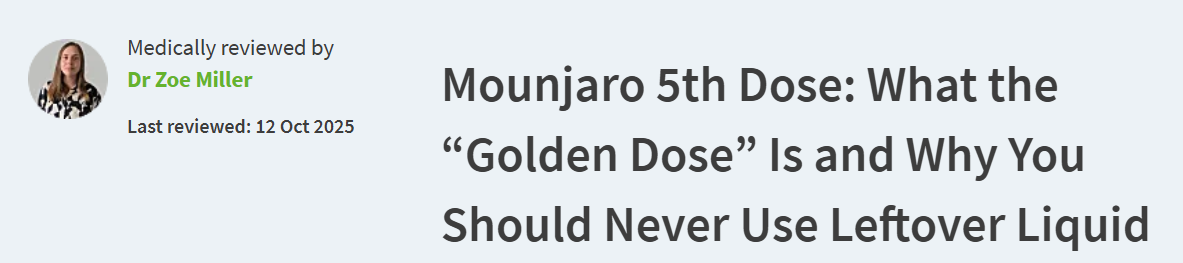 Medically reviewed by
Dr Zoe Miller
Last reviewed: 12 Oct 2025
Mounjaro 5th Dose: What the
“Golden Dose” Is and Why You
Should Never Use Leftover Liquid